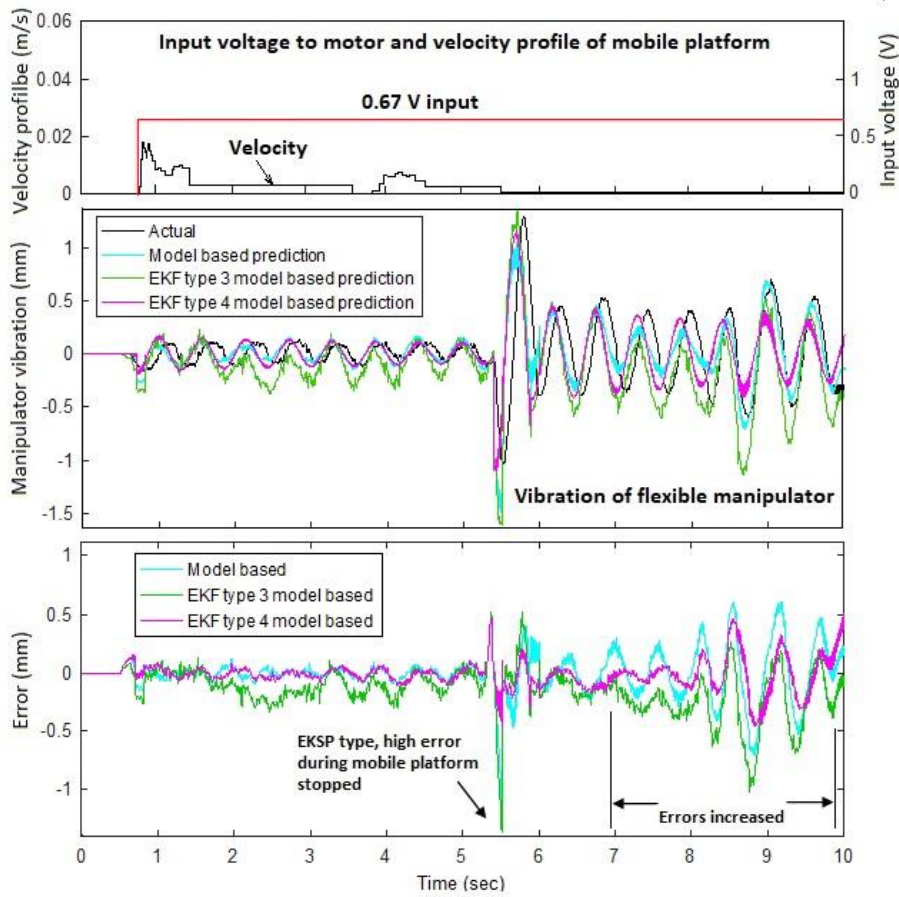 Input voltage to motor and velocity profile of mobile platform
Velocity profilbe (m/s)
0.06
0.04
0.02
0
Input voltage (V)
1
0.5
0
0.67 V input
Velocity
Manipulator vibration (mm)
1
0.5
0
-0.5
-1
-1.5
Actual
Model based prediction
EKF type 3 model based prediction
EKF type 4 model based prediction
Vibration of flexible manipulator
Error (mm)
1
0.5
0
-0.5
-1
Model based
EKF type 3 model based
EKF type 4 model based
EKSP type, high error
during mobile platform
stopped
Errors increased
0 1 2 3 4 5 6 7 8 9 10
Time (sec)